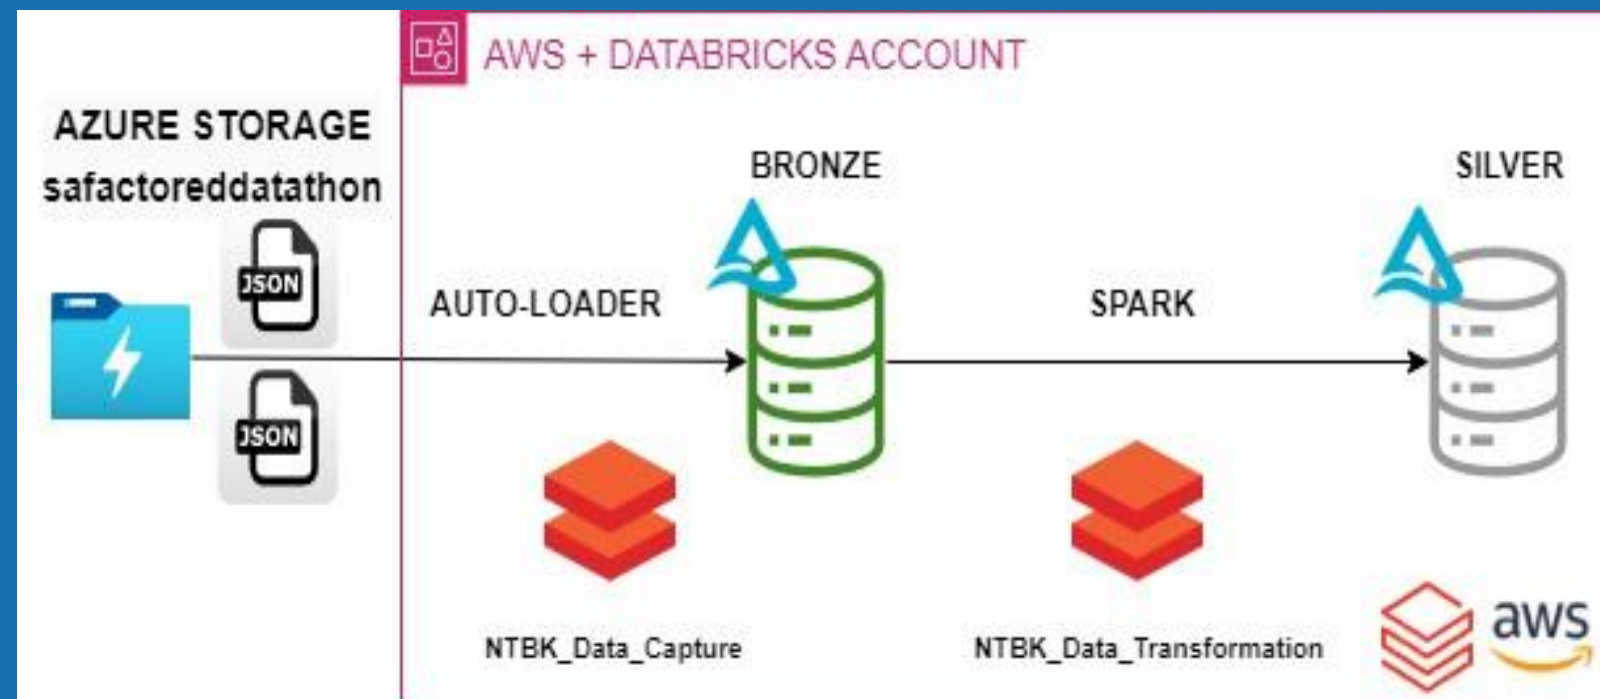 AWS + DATABRICKS ACCOUNT
AZURE STORAGE
safactoreddatathon
BRONZE
SILVER
JSON
AUTO-LOADER
SPARK
JSON
NTBK_Data_Capture
NTBK_Data_Transformation
aws